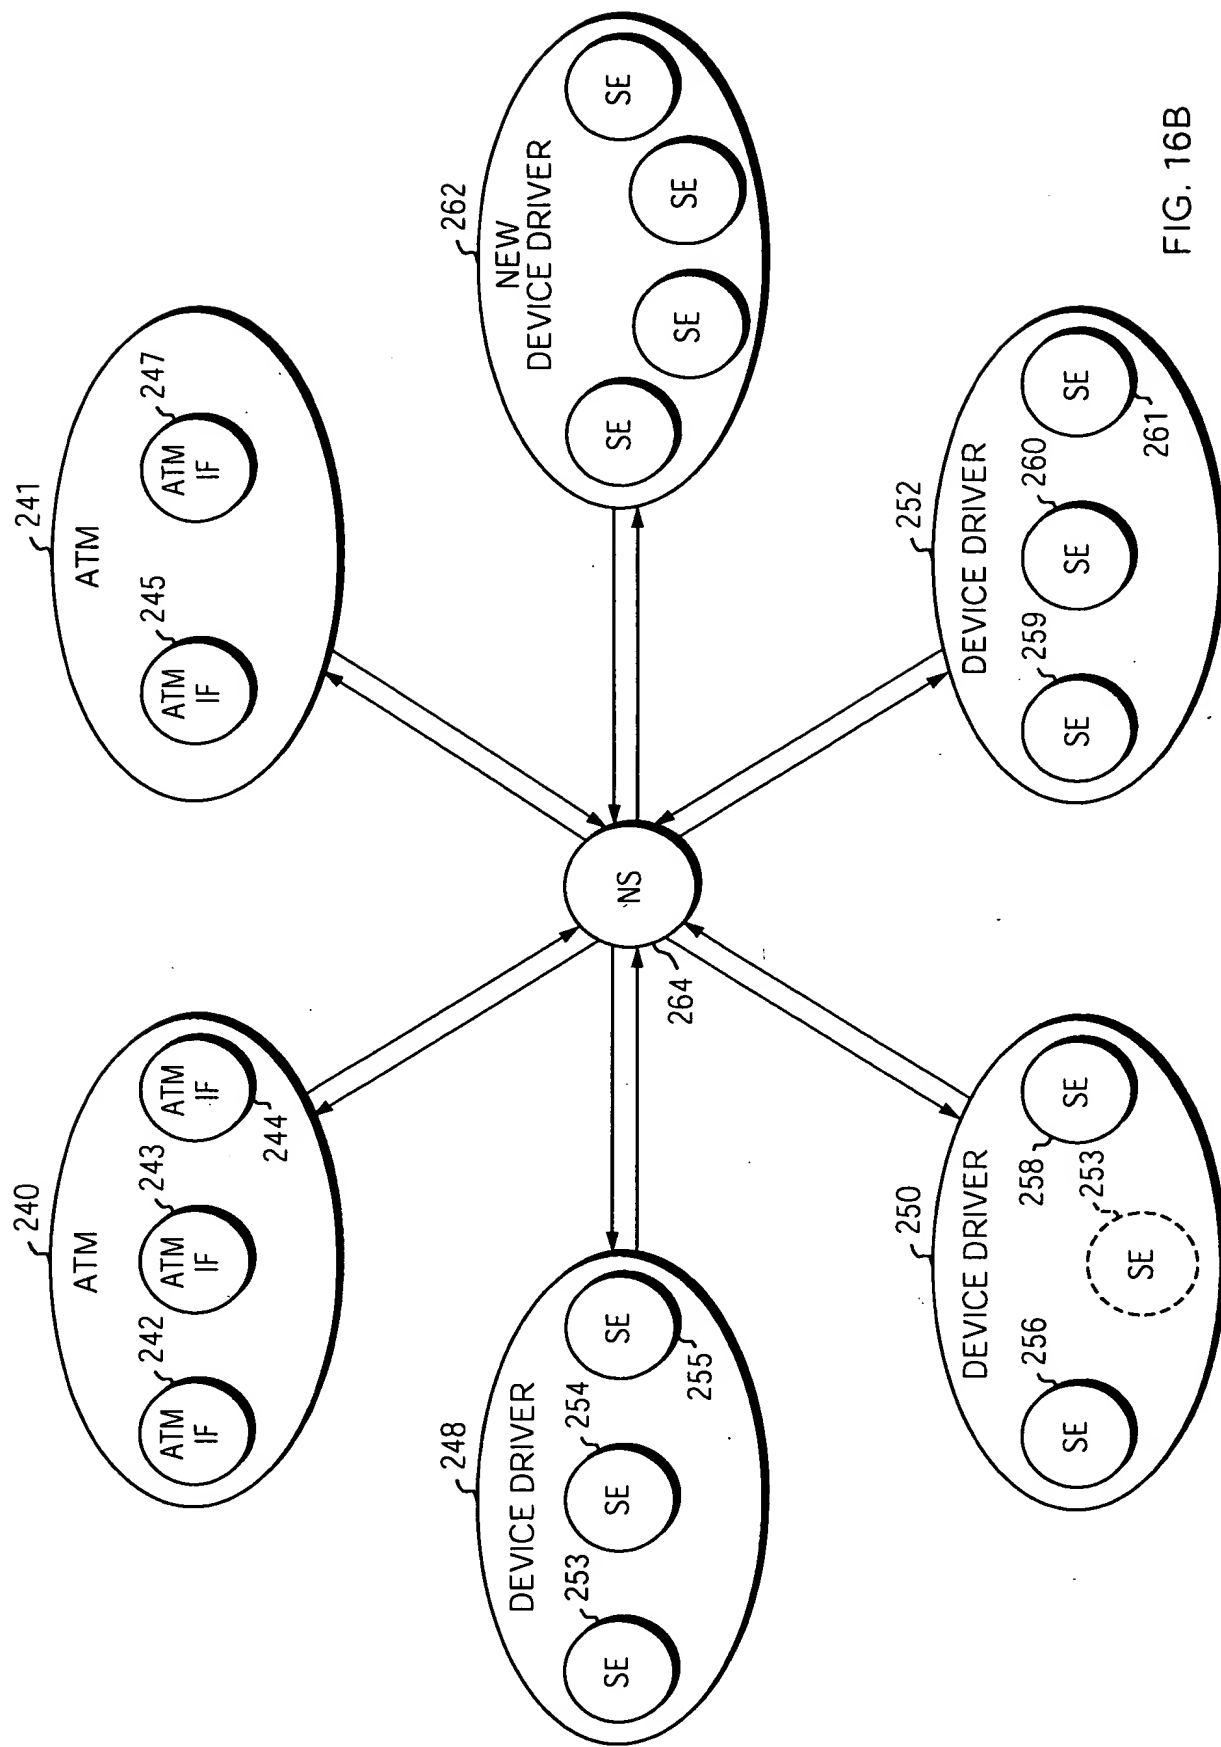 240
ATM
242
ATM
IF
243
ATM
IF
ATM
IF
244
241
ATM
245
ATM
IF
247
ATM
IF
248
DEVICE DRIVER
253
SE
254
SE
SE
255
NS
264
262
NEW
DEVICE DRIVER
SE
SE
SE
SE
250
DEVICE DRIVER
256
SE
253
SE
258
SE
252
DEVICE DRIVER
259
SE
260
SE
SE
261
FIG. 16B